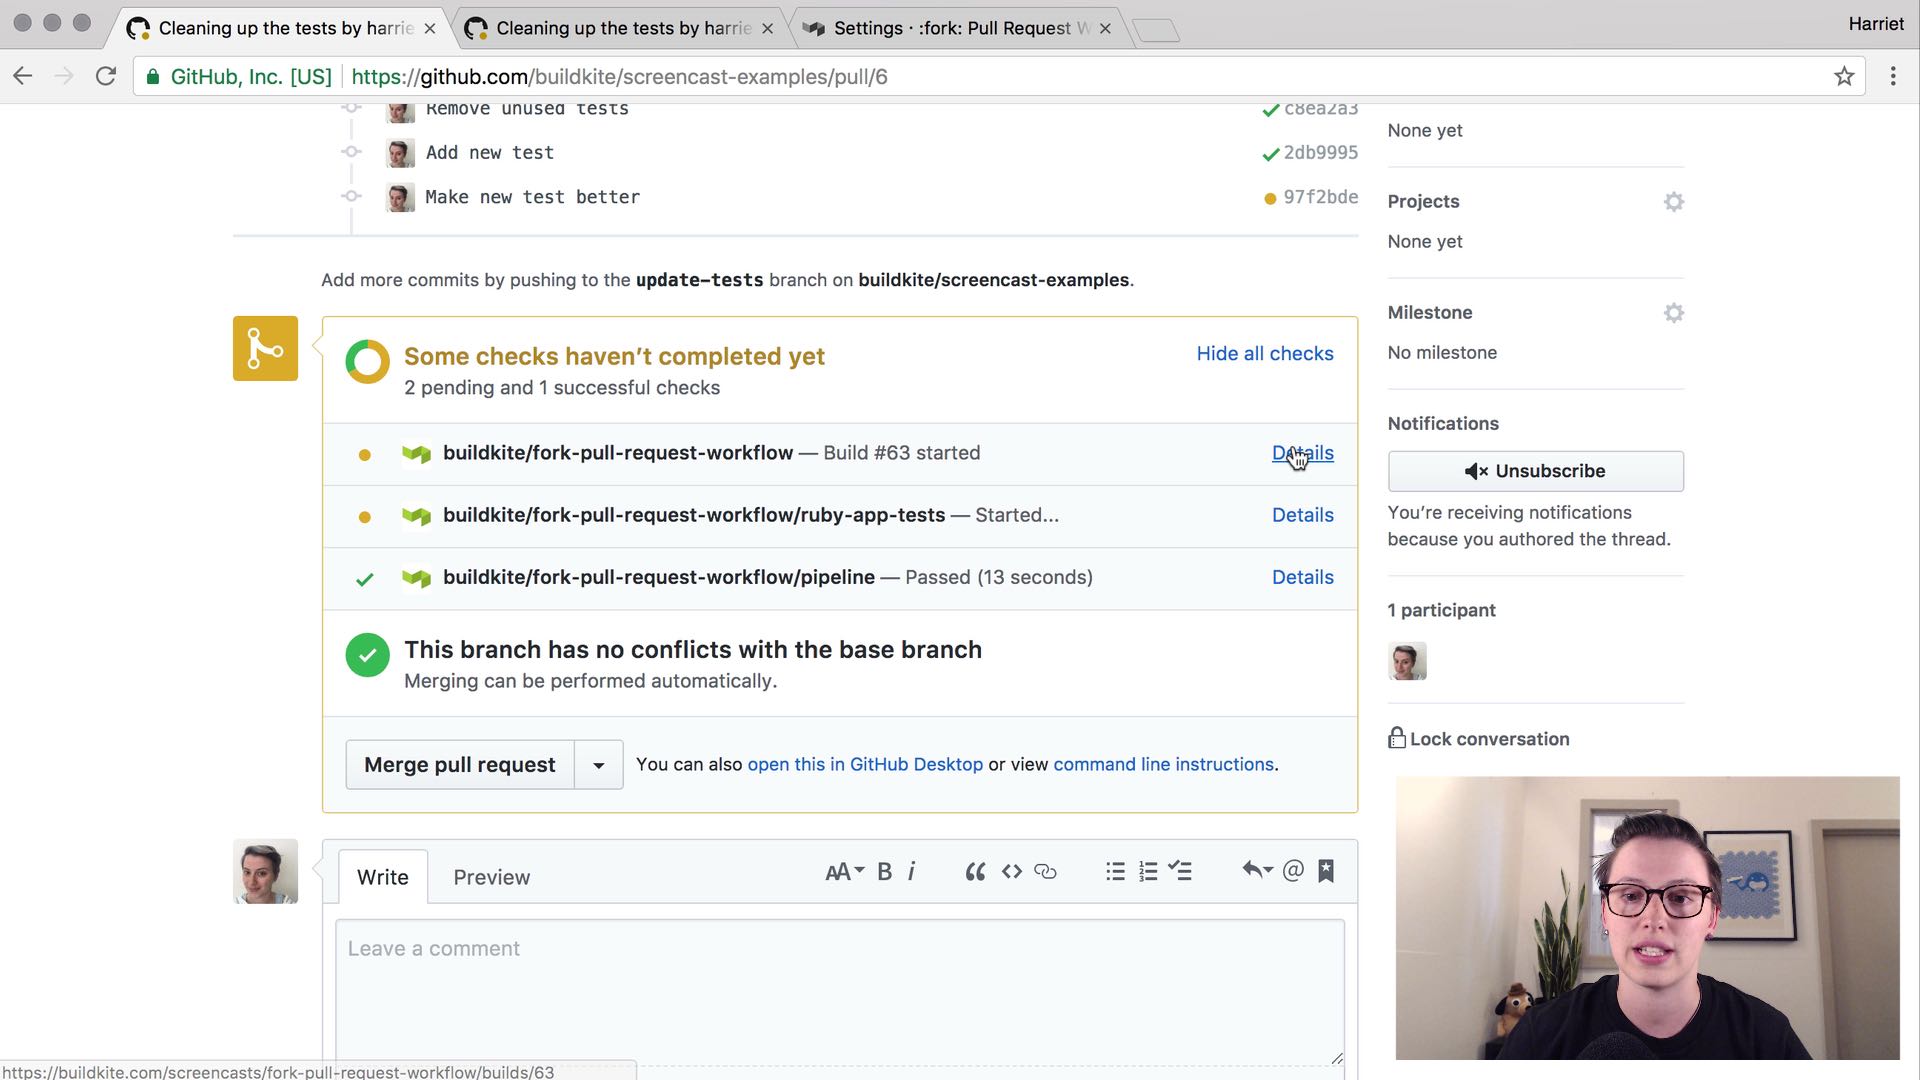 Cleaning up the tests by harrie
Cleaning up the tests by harrie
Settings · :fork: Pull Request W
Harriet
GitHub, Inc. [US]
https://github.com/buildkite/screencast-examples/pull/6
Remove unused tests
c8ea2a3
Add new test
2db9995
Make new test better
97f2bde
Add more commits by pushing to the update-tests branch on buildkite/screencast-examples.
Some checks haven’t completed yet
2 pending and 1 successful checks
Hide all checks
buildkite/fork-pull-request-workflow — Build #63 started
Details
buildkite/fork-pull-request-workflow/ruby-app-tests — Started...
Details
buildkite/fork-pull-request-workflow/pipeline — Passed (13 seconds)
Details
This branch has no conflicts with the base branch
Merging can be performed automatically.
Merge pull request
You can also open this in GitHub Desktop or view command line instructions.
Write
Preview
AA
B
i
@
Leave a comment
None yet
Projects
None yet
Milestone
No milestone
Notifications
Unsubscribe
You’re receiving notifications
because you authored the thread.
1 participant
Lock conversation
https://buildkite.com/screencasts/fork-pull-request-workflow/builds/63